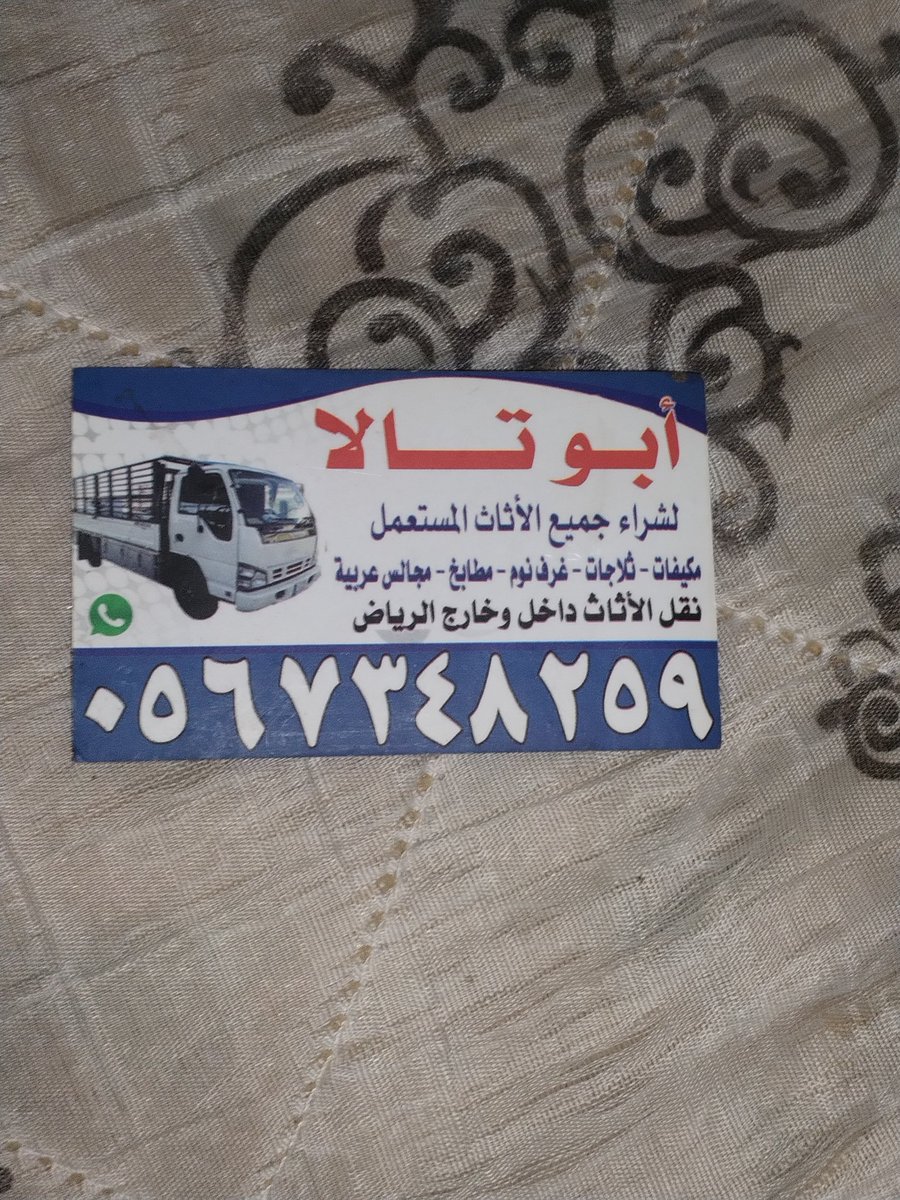 أبو تالا
لشراء جميع الأثاث المستعمل
مكيفات - ثلاجات - غرف نوم - مطابخ - مجالس عربية
نقل الأثاث داخل وخارج الرياض
٠٥٦٧٣٤٨٢٥٩